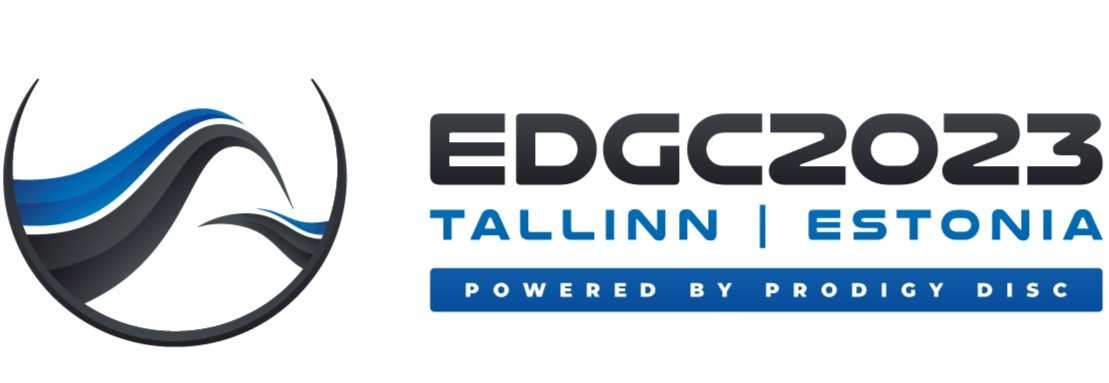 EDGC2023
TALLINN | ESTONIA
POWERED BY PRODIGY DISC